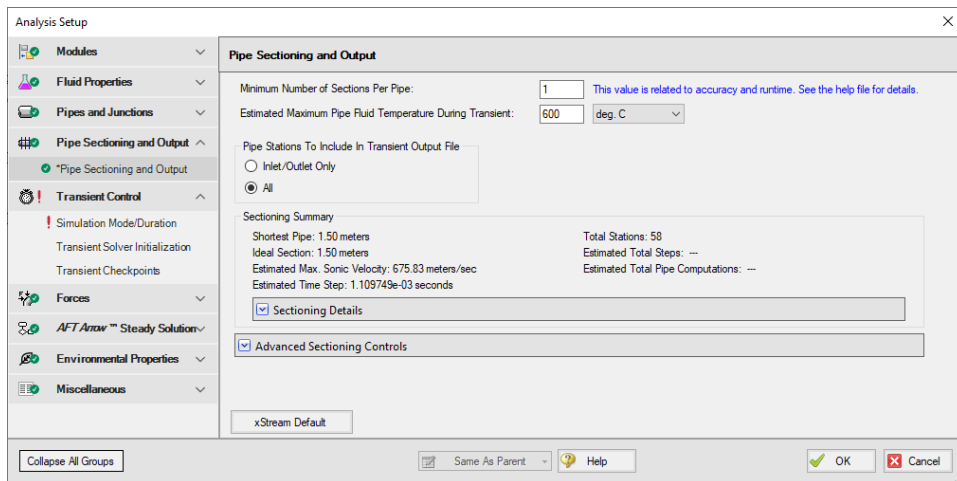 Analysis Setup
Modules
Fluid Properties
Pipes and Junctions
Pipe Sectioning and Output
*Pipe Sectioning and Output
Transient Control
Simulation Mode/Duration
Transient Solver Initialization
Transient Checkpoints
Forces
AFT Arrow ™ Steady Solution
Environmental Properties
Miscellaneous
Collapse All Groups
Pipe Sectioning and Output
Minimum Number of Sections Per Pipe: 1 This value is related to accuracy and runtime. See the help file for details.
Estimated Maximum Pipe Fluid Temperature During Transient: 600 deg. C
Pipe Stations To Include In Transient Output File
Inlet/Outlet Only
All
Sectioning Summary
Shortest Pipe: 1.50 meters
Ideal Section: 1.50 meters
Estimated Max. Sonic Velocity: 675.83 meters/sec
Estimated Time Step: 1.109749e-03 seconds
Total Stations: 58
Estimated Total Steps: ---
Estimated Total Pipe Computations: ---
Sectioning Details
Advanced Sectioning Controls
xStream Default
Same As Parent
Help
OK
Cancel